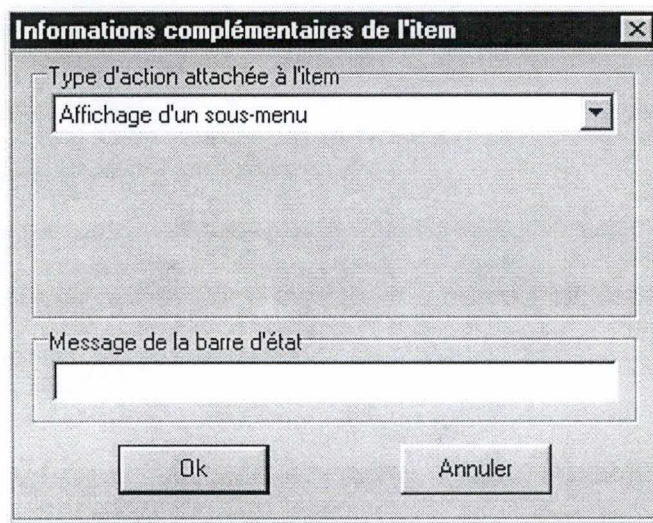 Informations complémentaires de l'item
Type d'action attachée à l'item
Affichage d'un sous-menu
Message de la barre d'état
Ok
Annuler